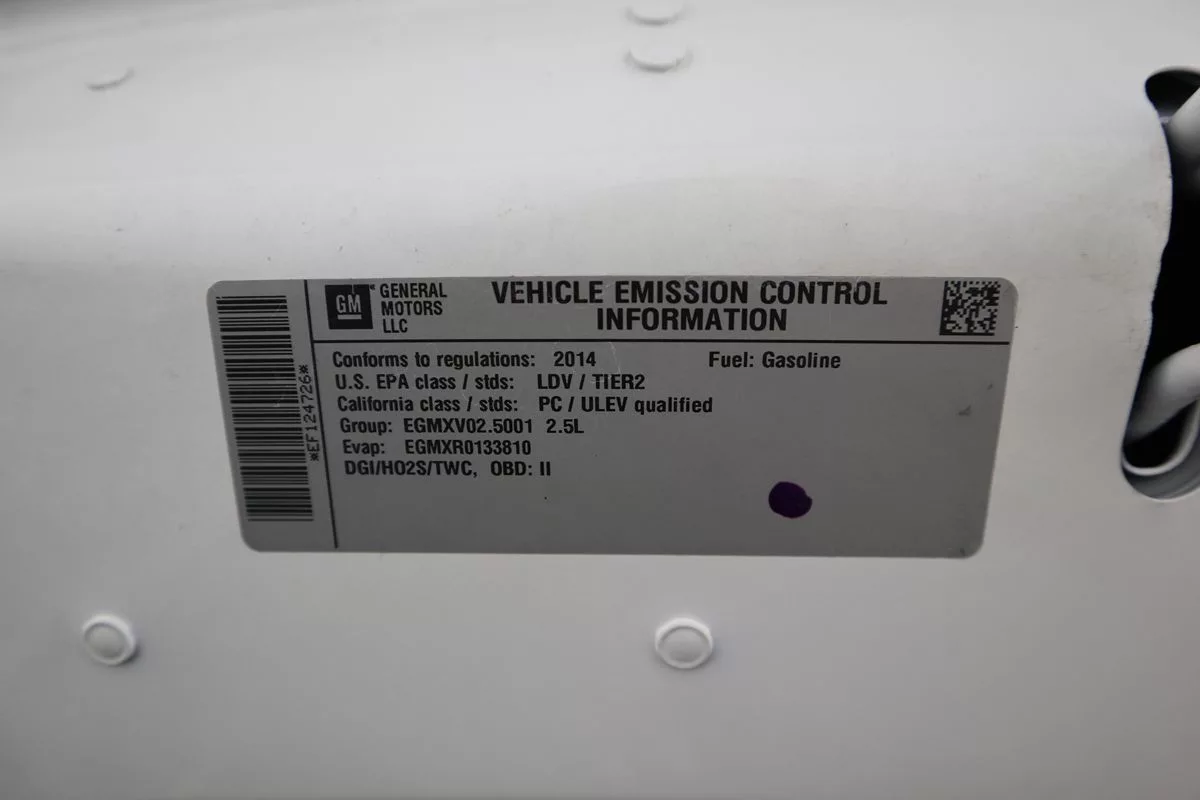 GM
GENERAL
MOTORS
LLC
VEHICLE EMISSION CONTROL
INFORMATION
Conforms to regulations: 2014 Fuel: Gasoline
U.S. EPA class / stds: LDV / TIER2
California class / stds: PC / ULEV qualified
Group: EGMXV02.5001 2.5L
Evap: EGMXR0133810
DGI/HO2S/TWC, OBD: II
*EF124726*